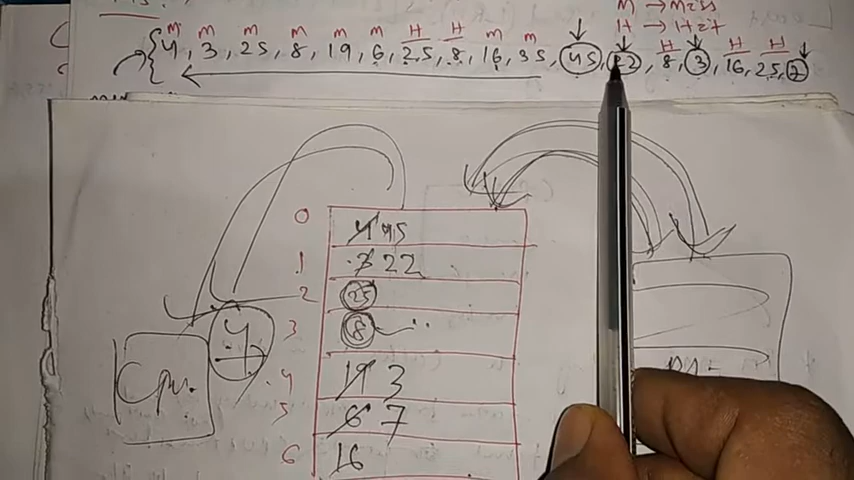 M → Miss
H → Hit
M M M M M M H H M M H H H
{4, 3, 25, 8, 19, 6, 25, 8, 16, 35, 45, 22, 8, 3, 16, 25, 7
0 4 45
1 3 22
2 25
3 8
4 19 3
5 6 7
6 16
Cpu.
4